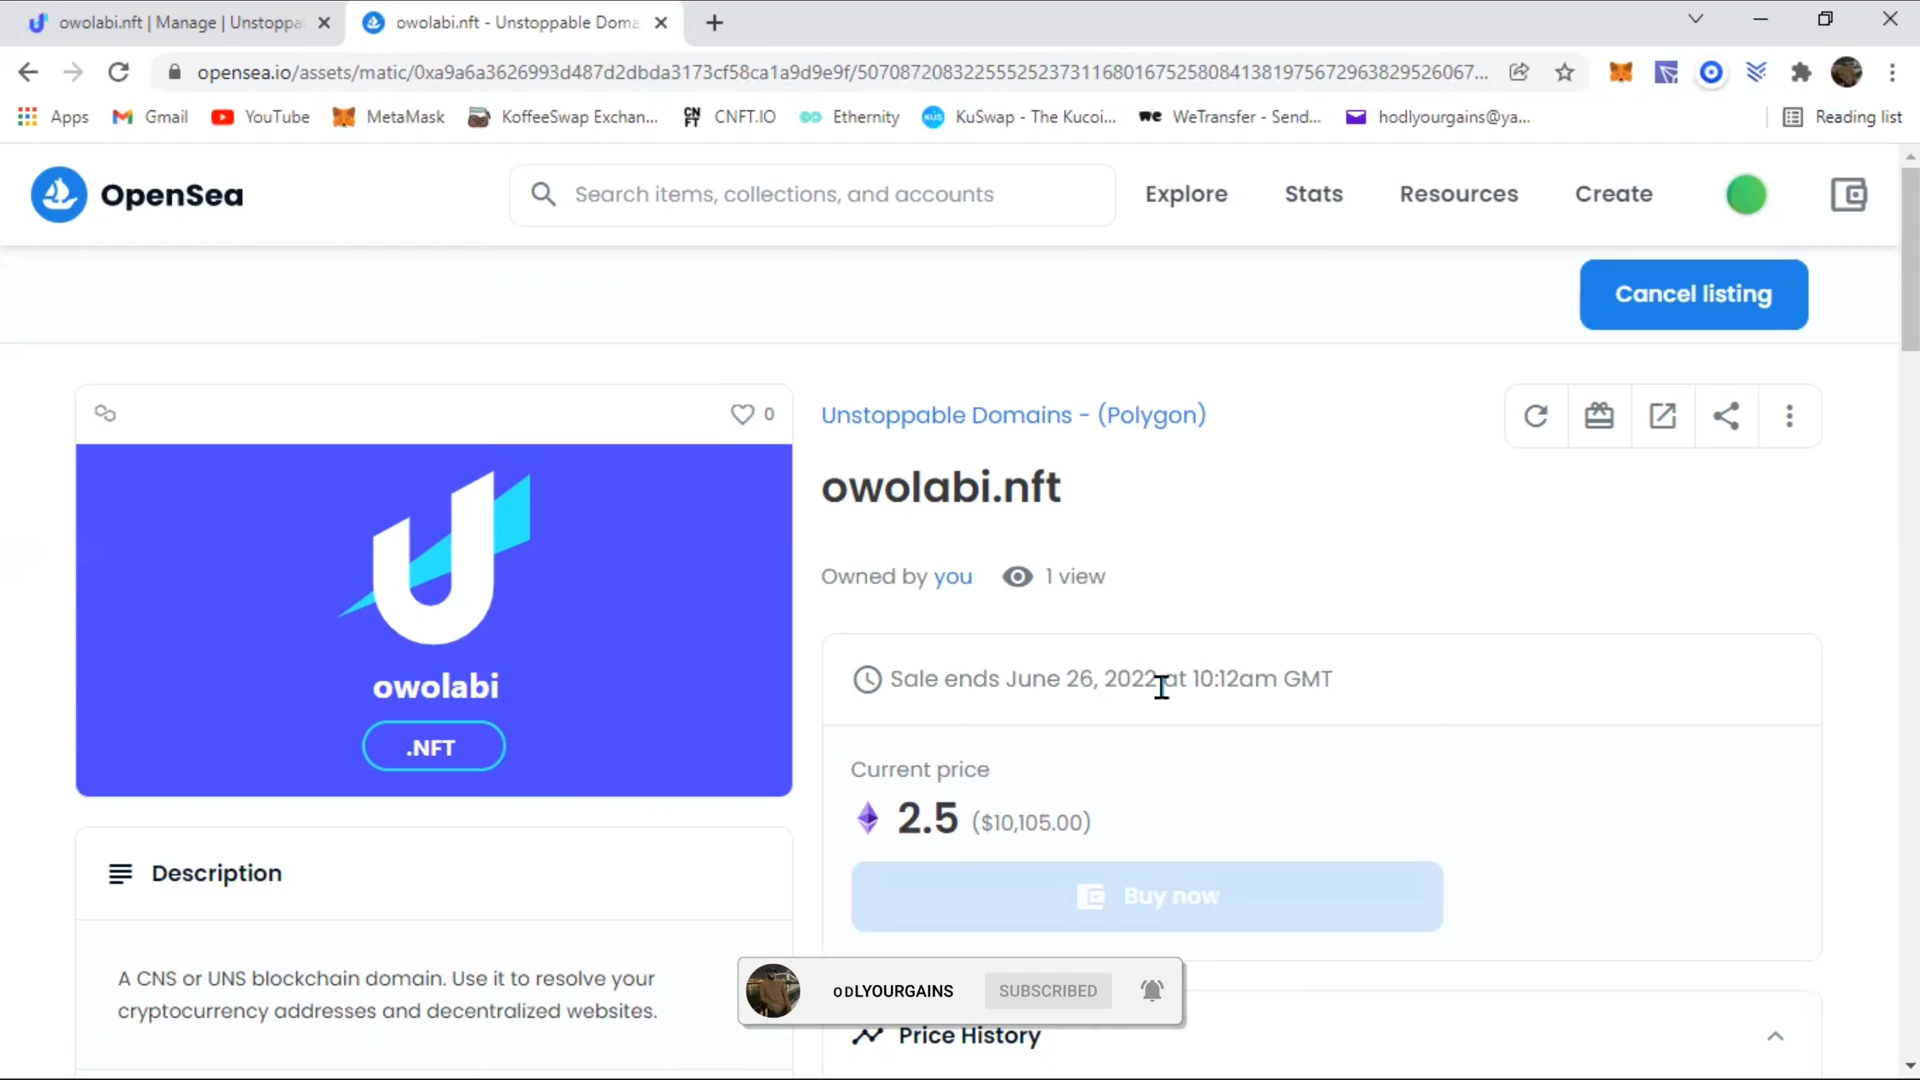 owolabi.nft | Manage | Unstoppa
owolabi.nft - Unstoppable Doma
opensea.io/assets/matic/0xa9a6a3626993d487d2dbda3173cf58ca1a9d9e9f/50708720832255525237311680167525808413819756729638295260​67...
Apps
Gmail
YouTube
MetaMask
KoffeeSwap Exchan...
CNFT.IO
Ethernity
KuSwap - The Kucoi...
WeTransfer - Send...
hodlyourgains@ya...
Reading list
OpenSea
Search items, collections, and accounts
Explore
Stats
Resources
Create
Cancel listing
0
Unstoppable Domains - (Polygon)
owolabi.nft
Owned by you
1 view
owolabi
.NFT
Sale ends June 26, 2022 at 10:12am GMT
Current price
2.5 ($10,105.00)
Buy now
Description
A CNS or UNS blockchain domain. Use it to resolve your
cryptocurrency addresses and decentralized websites.
ODLYOURGAINS
SUBSCRIBED
Price History